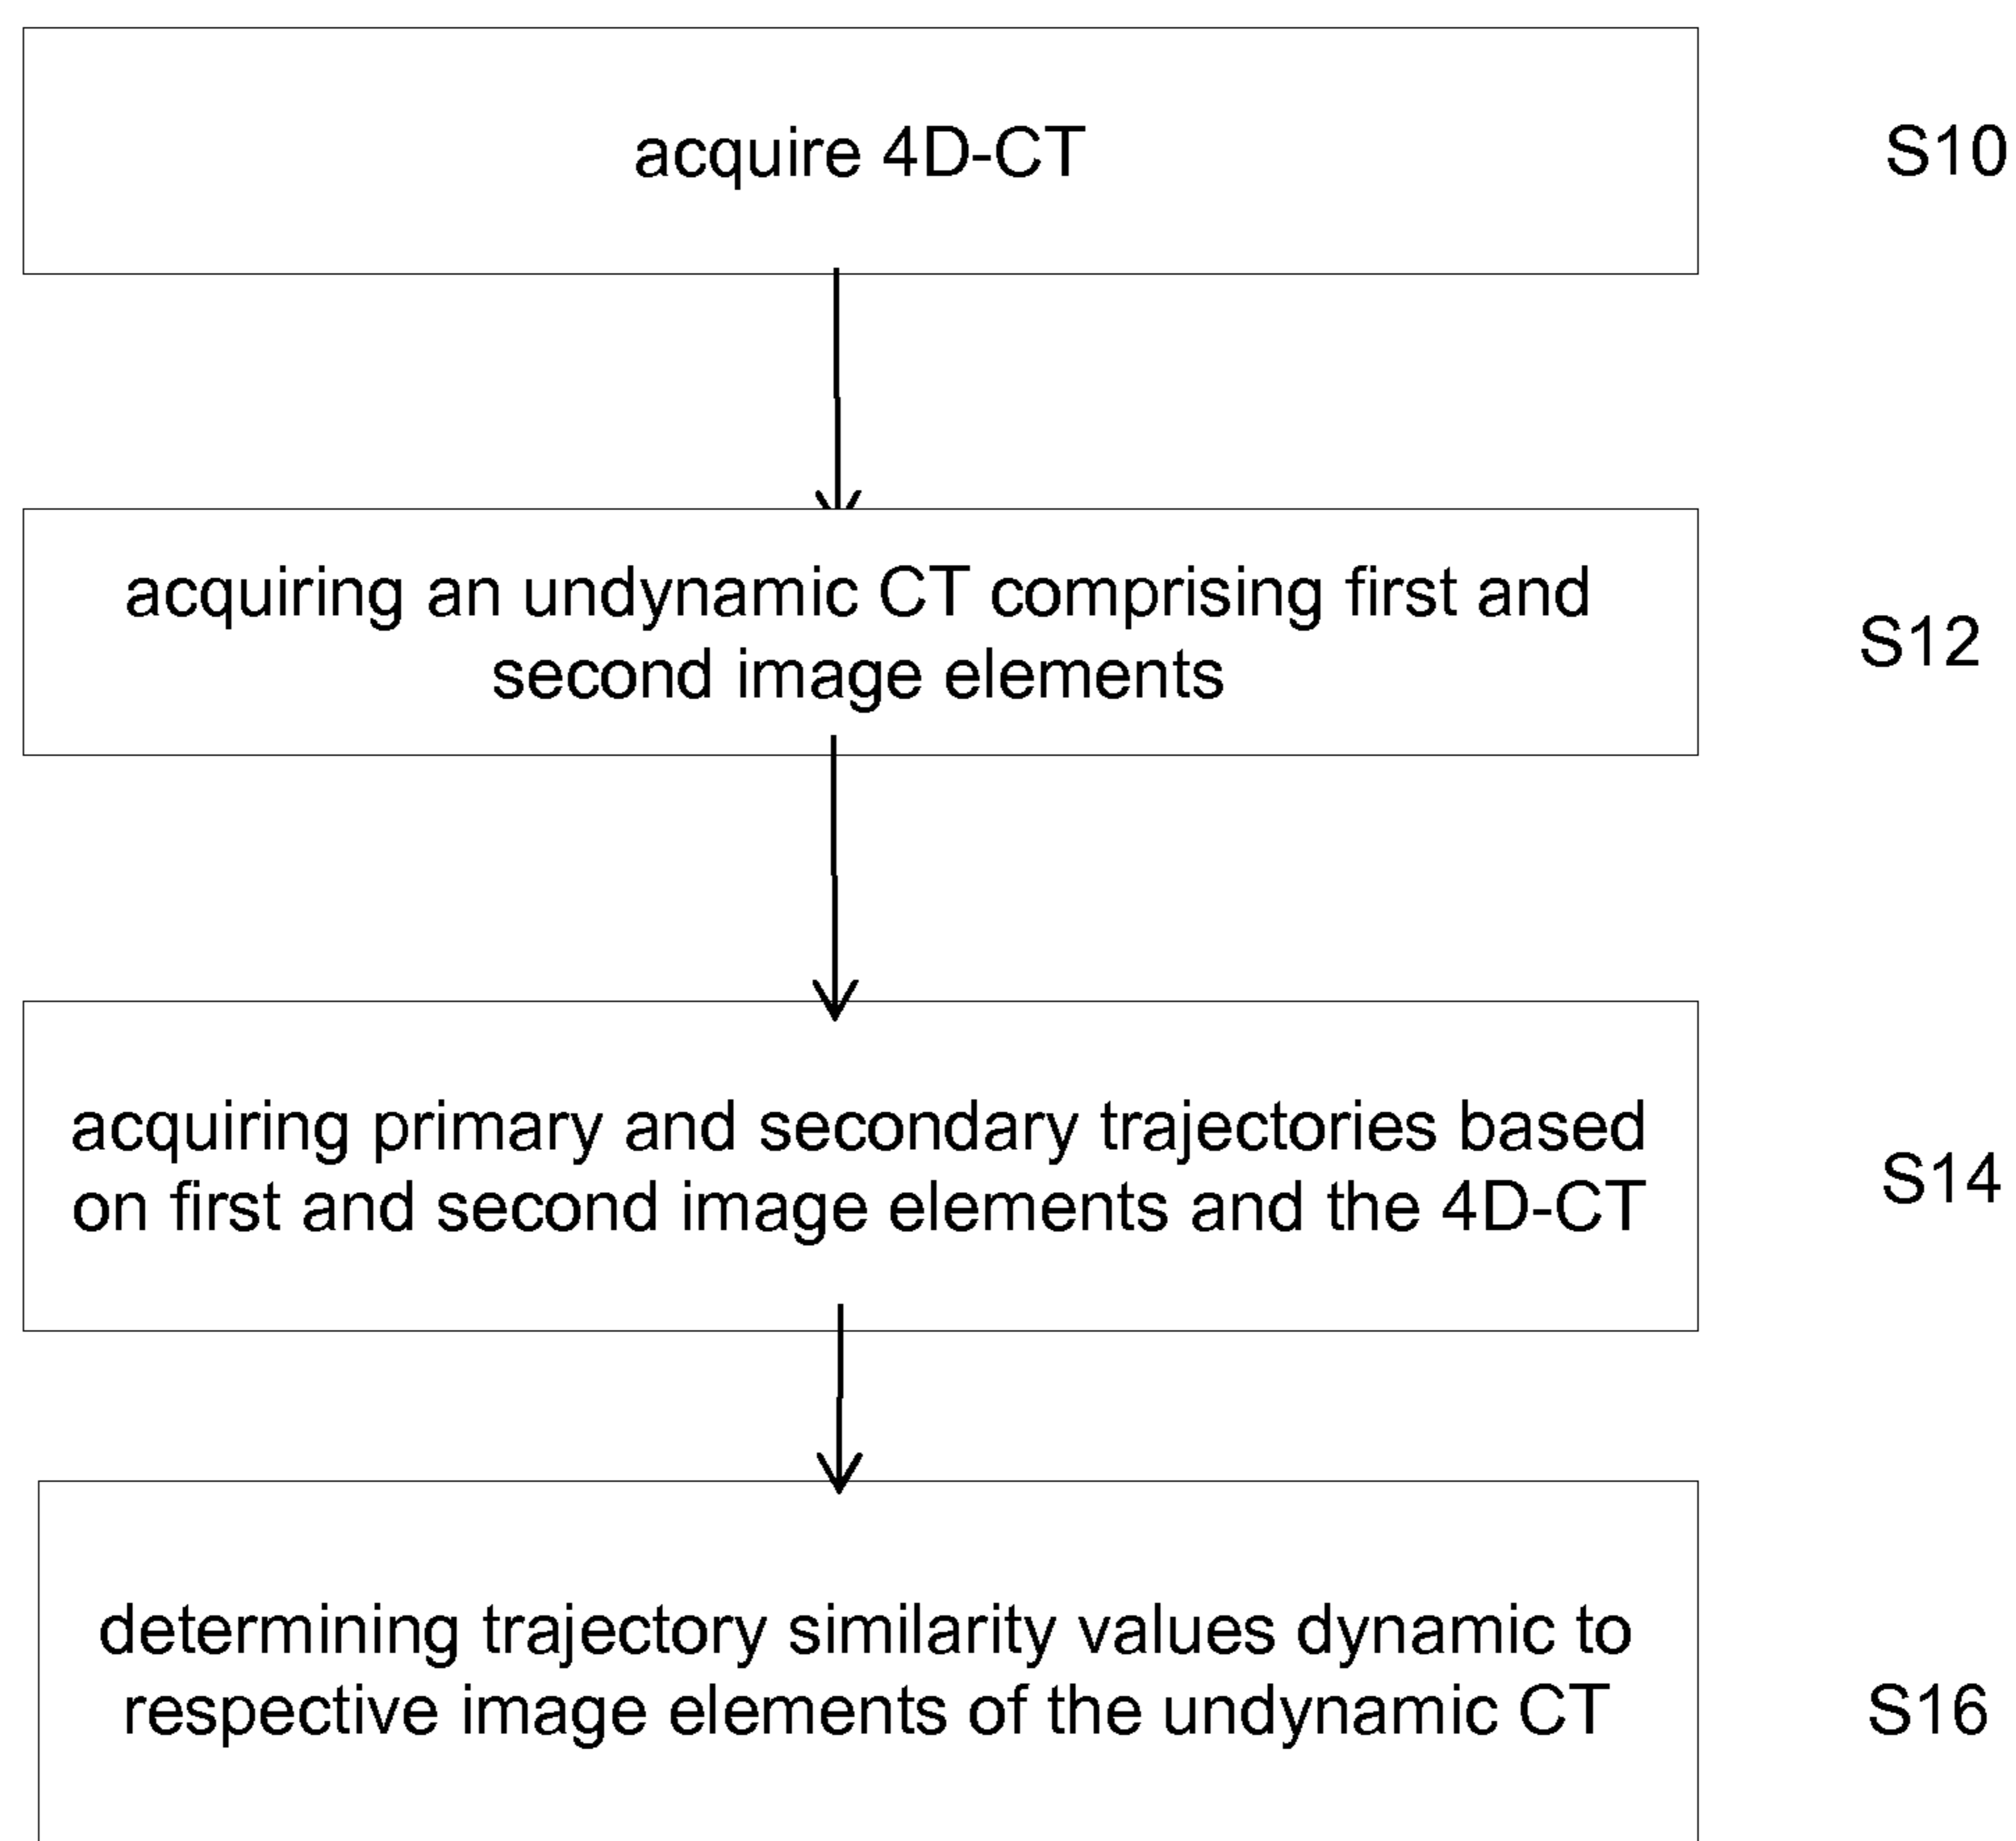 acquire 4D-CT
S10
acquiring an undynamic CT comprising first and
second image elements
S12
acquiring primary and secondary trajectories based
on first and second image elements and the 4D-CT
S14
determining trajectory similarity values dynamic to
respective image elements of the undynamic CT
S16